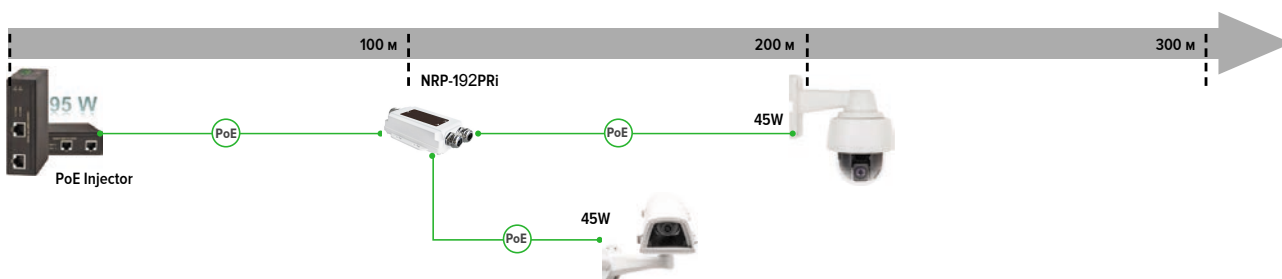 100 м
200 м
300 м
NRP-192PRi
95 W
PoE
PoE
45W
PoE Injector
45W
PoE